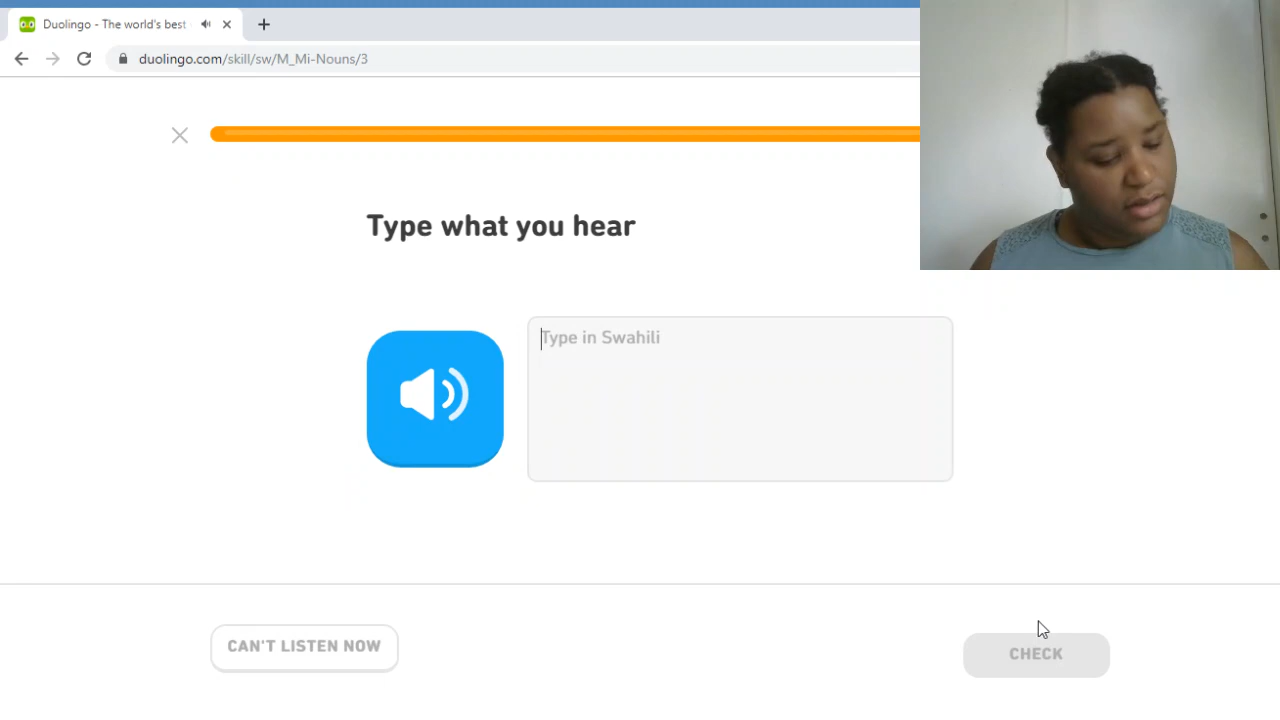 Duolingo - The world's best
duolingo.com/skill/sw/M_Mi-Nouns/3
Type what you hear
Type in Swahili
CAN'T LISTEN NOW
CHECK